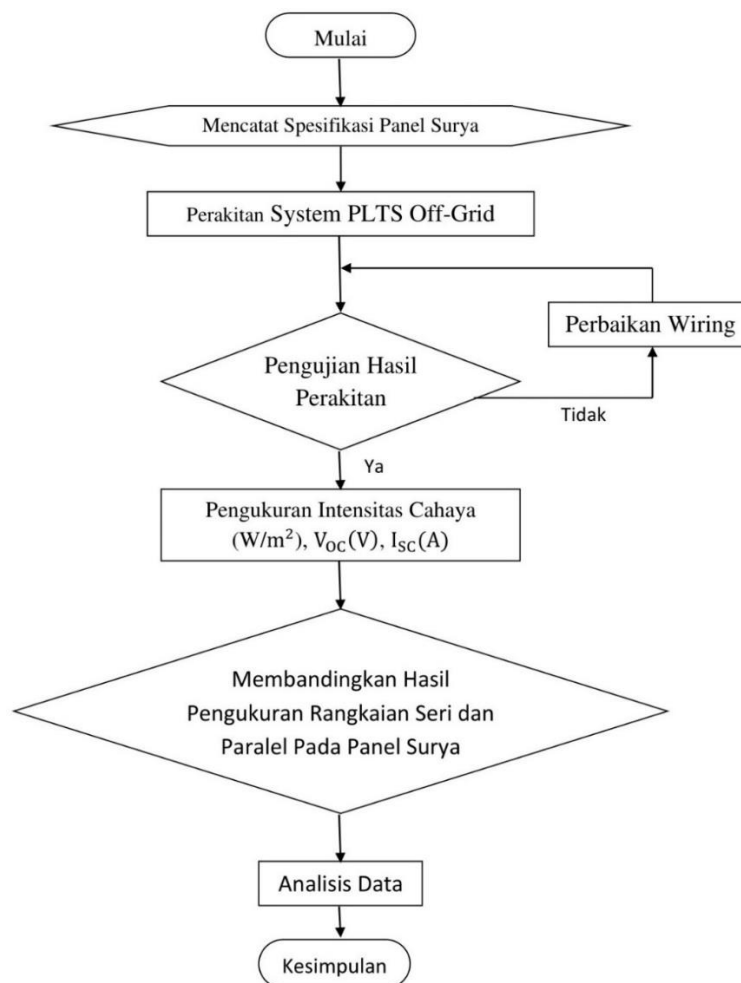 Mulai
Mencatat Spesifikasi Panel Surya
Perakitan System PLTS Off-Grid
Perbaikan Wiring
Pengujian Hasil
Perakitan
Tidak
Ya
Pengukuran Intensitas Cahaya
(W/m²), V_OC(V), I_SC(A)
Membandingkan Hasil
Pengukuran Rangkaian Seri dan
Paralel Pada Panel Surya
Analisis Data
Kesimpulan